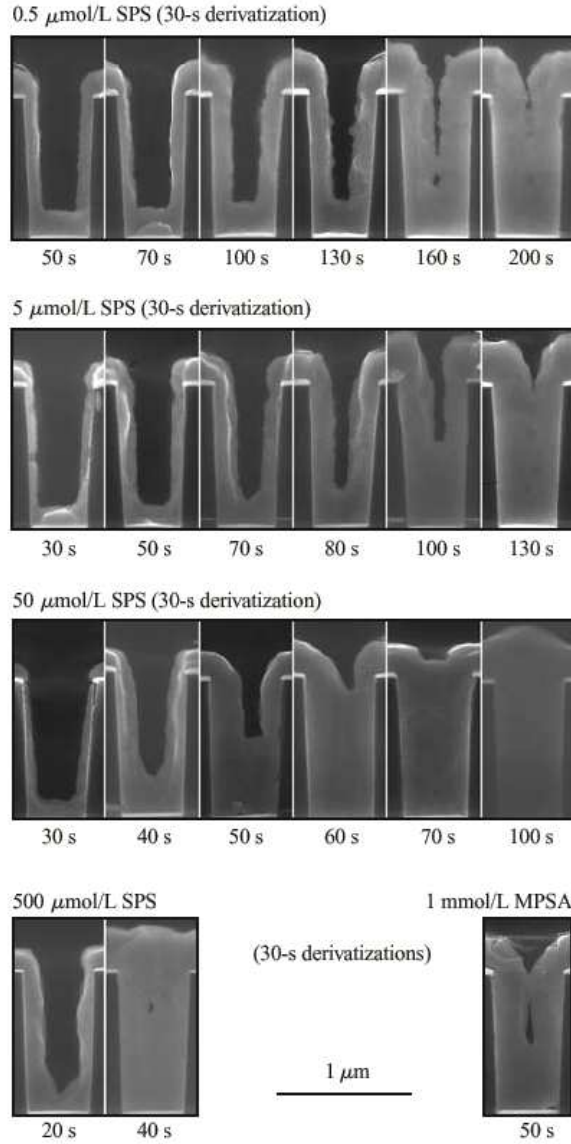 0.5 μmol/L SPS (30-s derivatization)
50 s 70 s 100 s 130 s 160 s 200 s
5 μmol/L SPS (30-s derivatization)
30 s 50 s 70 s 80 s 100 s 130 s
50 μmol/L SPS (30-s derivatization)
30 s 40 s 50 s 60 s 70 s 100 s
500 μmol/L SPS 1 mmol/L MPSA
(30-s derivatizations)
1 μm
20 s 40 s 50 s